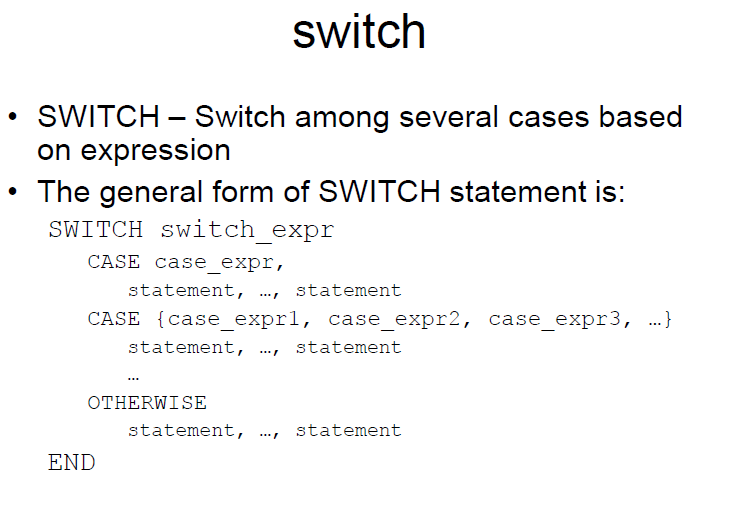 switch
• SWITCH – Switch among several cases based
on expression
• The general form of SWITCH statement is:
SWITCH switch_expr
CASE case_expr,
statement, …, statement
CASE {case_expr1, case_expr2, case_expr3, …}
statement, …, statement
…
OTHERWISE
statement, …, statement
END